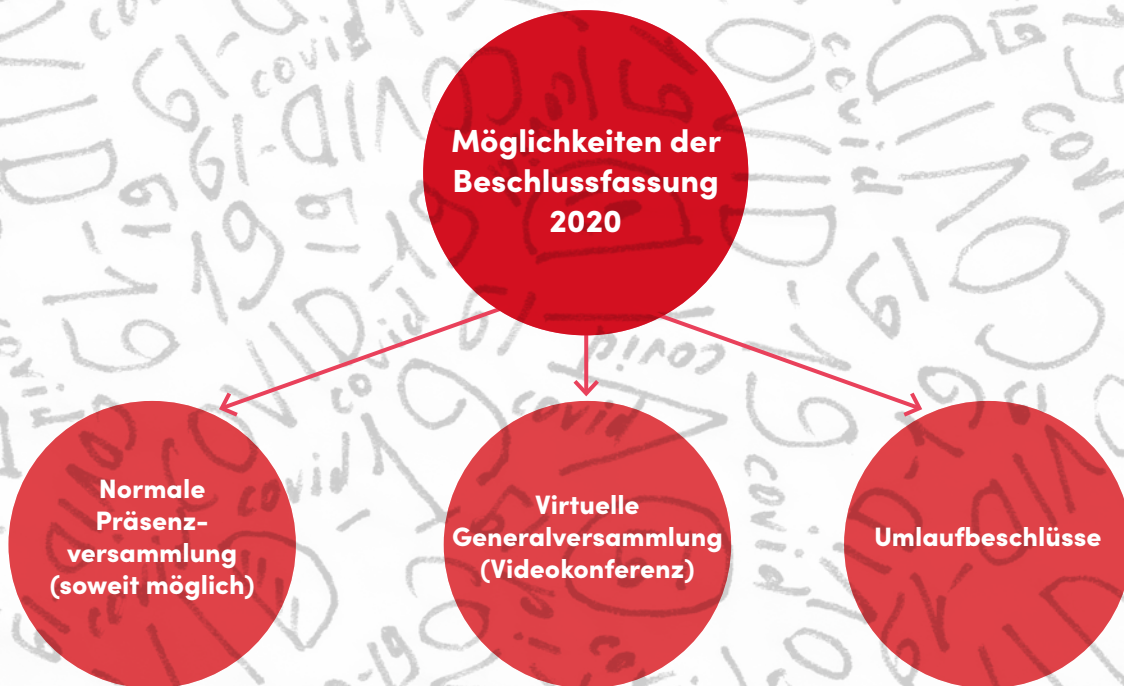 Möglichkeiten der
Beschlussfassung
2020
Normale
Präsenz-
versammlung
(soweit möglich)
Virtuelle
Generalversammlung
(Videokonferenz)
Umlaufbeschlüsse